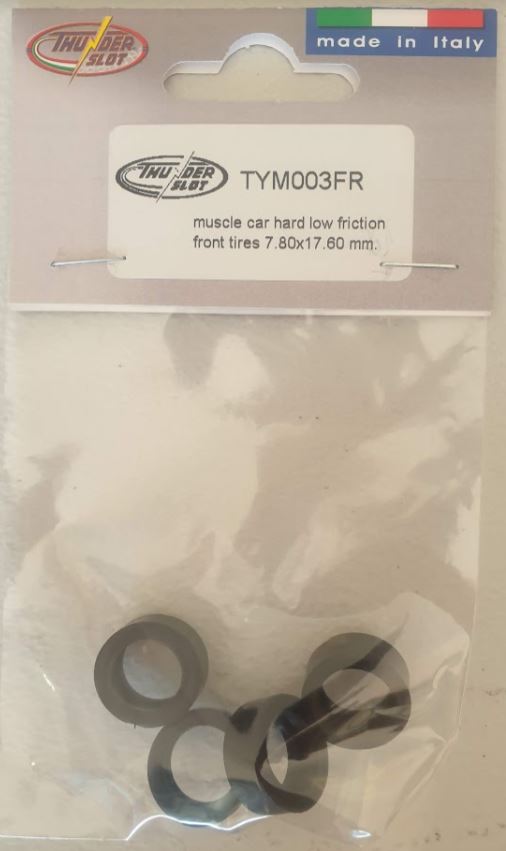 THUNDER
SLOT
made in Italy
THUNDER
SLOT
TYM003FR
muscle car hard low friction
front tires 7.80x17.60 mm.